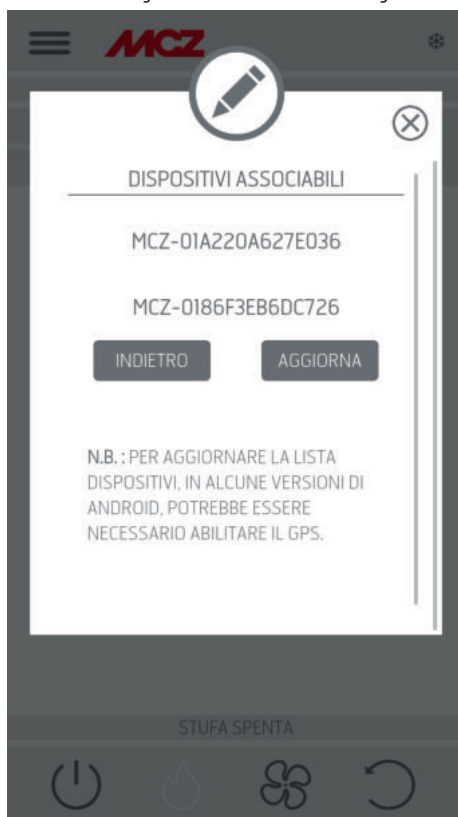 MCZ
DISPOSITIVI ASSOCIABILI
MCZ-01A220A627E036
MCZ-0186F3EB6DC726
INDIETRO
AGGIORNA
N.B. : PER AGGIORNARE LA LISTA
DISPOSITIVI, IN ALCUNE VERSIONI DI
ANDROID, POTREBBE ESSERE
NECESSARIO ABILITARE IL GPS.
STUFA SPENTA